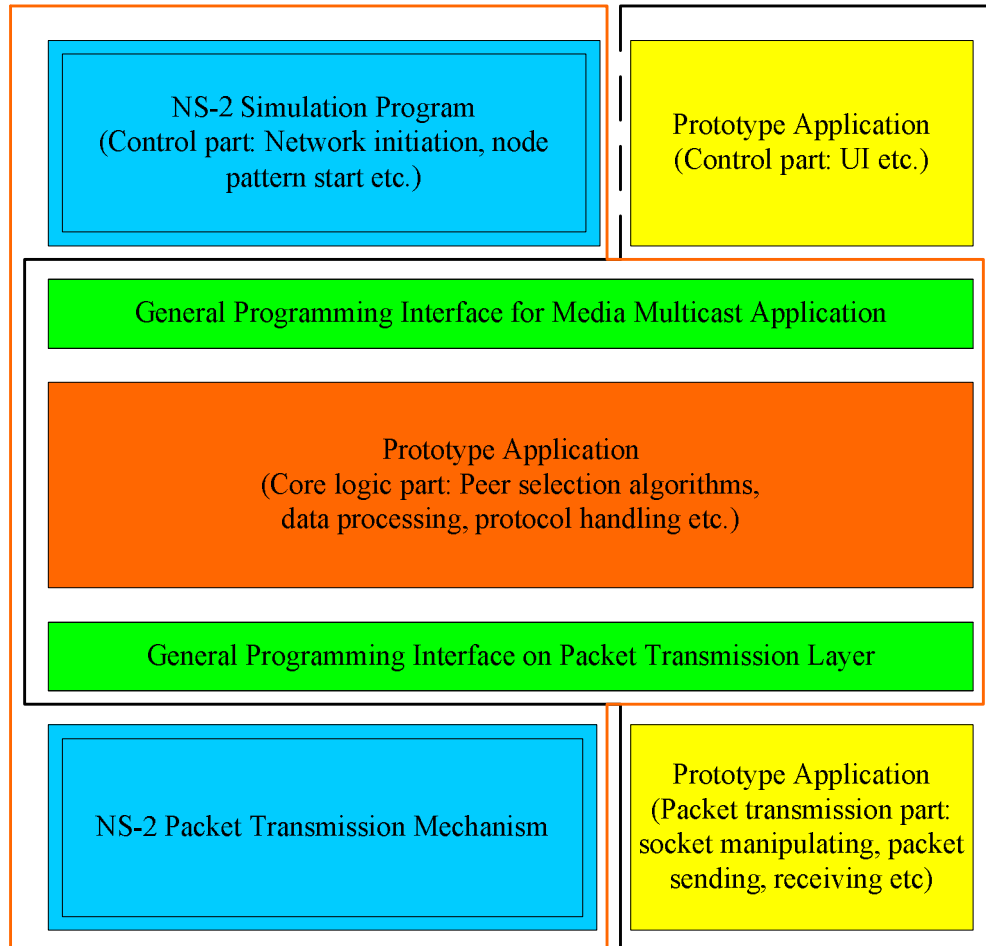 NS-2 Simulation Program
(Control part: Network initiation, node
pattern start etc.)
Prototype Application
(Control part: UI etc.)
General Programming Interface for Media Multicast Application
Prototype Application
(Core logic part: Peer selection algorithms,
data processing, protocol handling etc.)
General Programming Interface on Packet Transmission Layer
NS-2 Packet Transmission Mechanism
Prototype Application
(Packet transmission part:
socket manipulating, packet
sending, receiving etc)